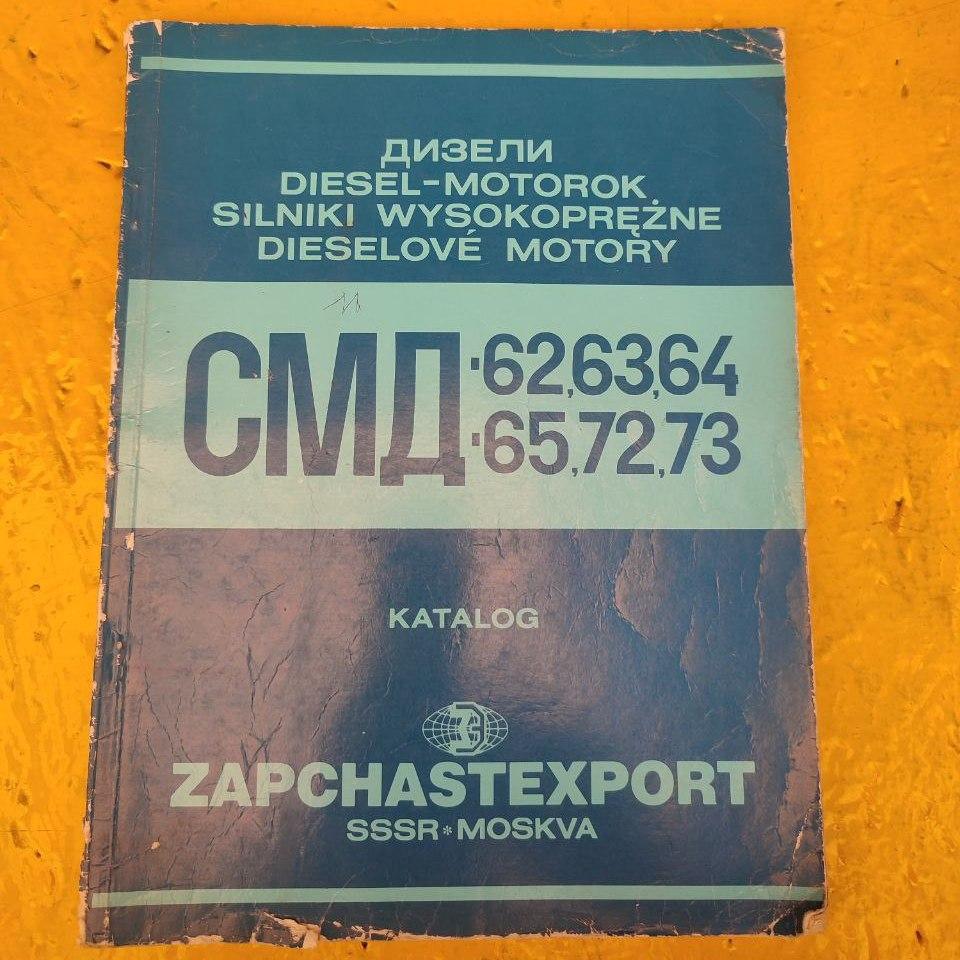 ДИЗЕЛИ
DIESEL-MOTOROK
SILNIKI WYSOKOPRĘŻNE
DIESELOVÉ MOTORY
СМД-62,63,64
-65,72,73
KATALOG
ZAPCHASTEXPORT
SSSR*MOSKVA